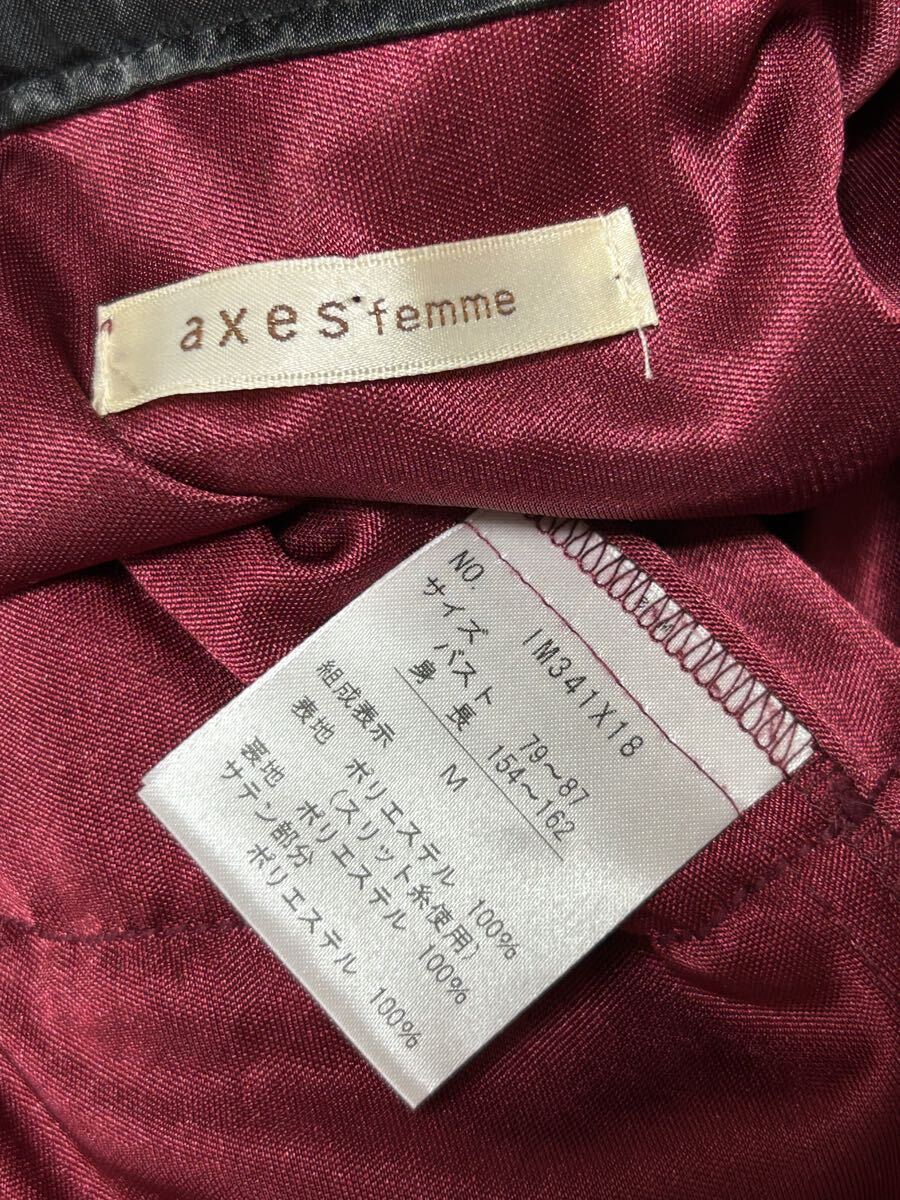 axes femme
NO. IM341X18
サイズ
バスト 79～87
身長 154～162
M
組成表示
表地 ポリエステル 100%
(スリット糸使用)
裏地 ポリエステル 100%
サテン部分
ポリエステル 100%